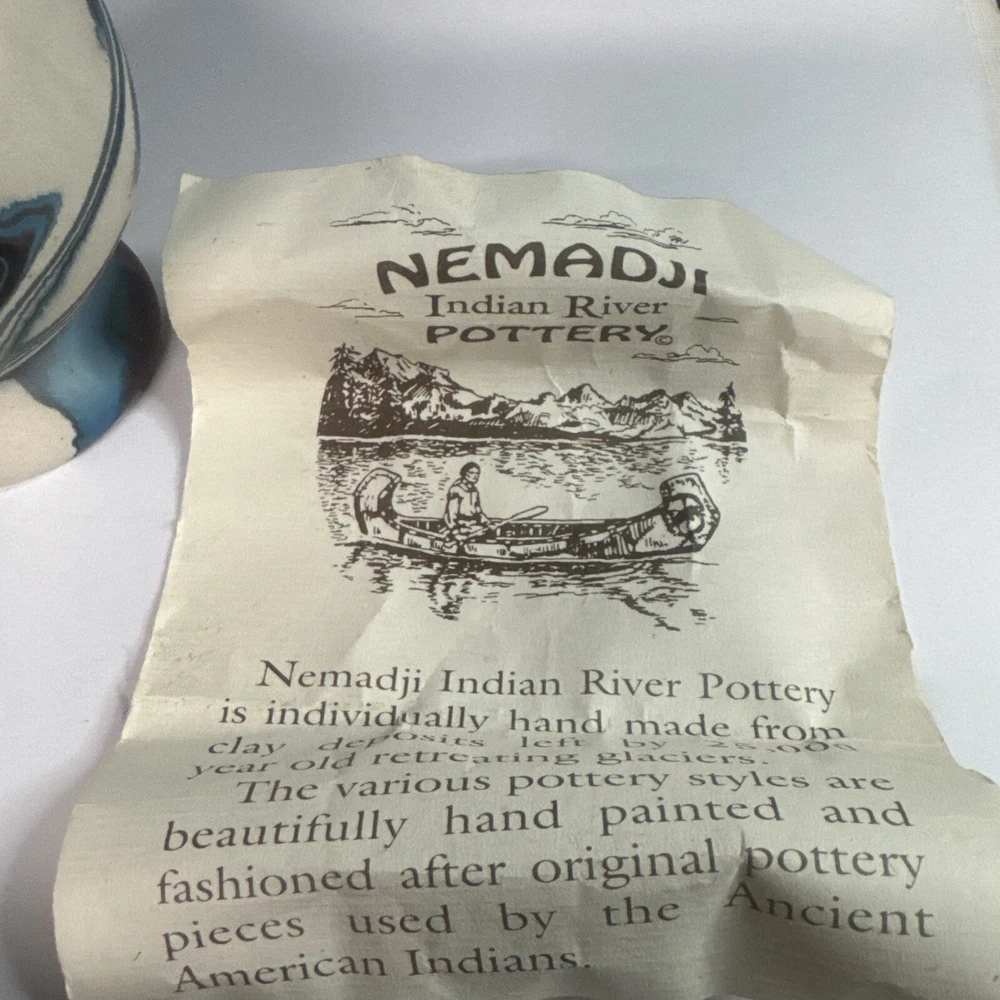 NEMADJI
Indian River
POTTERY©
Nemadji Indian River Pottery
is individually hand made from
clay deposits left by 25,000
year old retreating glaciers.
The various pottery styles are
beautifully hand painted and
fashioned after original pottery
pieces used by the Ancient
American Indians.